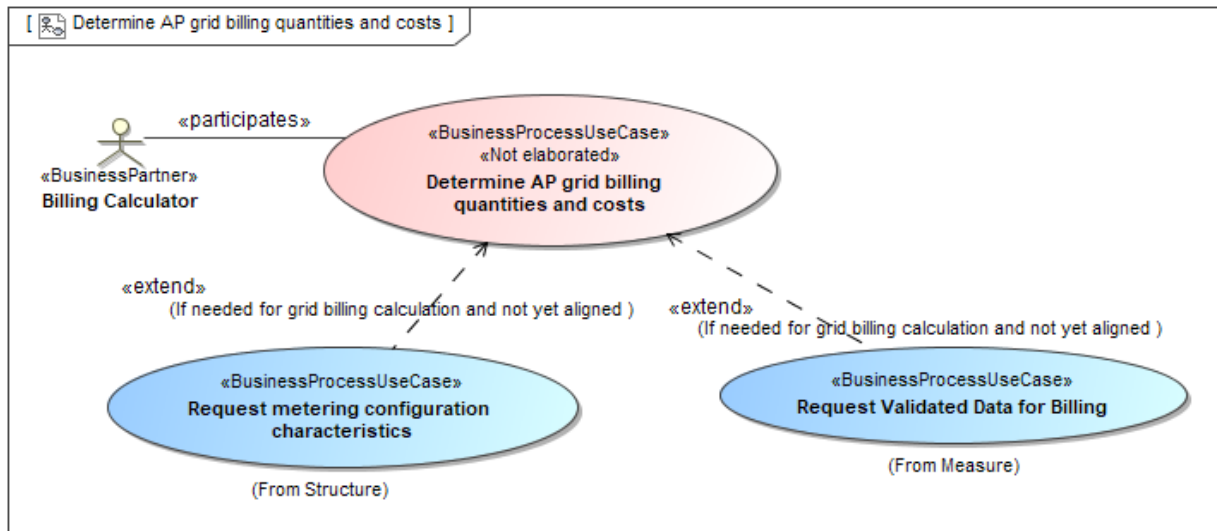 [ Determine AP grid billing quantities and costs ]
«participates»
«BusinessPartner»
Billing Calculator
«BusinessProcessUseCase»
«Not elaborated»
Determine AP grid billing
quantities and costs
«extend»
(If needed for grid billing calculation and not yet aligned )
«extend»
(If needed for grid billing calculation and not yet aligned )
«BusinessProcessUseCase»
Request metering configuration
characteristics
(From Structure)
«BusinessProcessUseCase»
Request Validated Data for Billing
(From Measure)